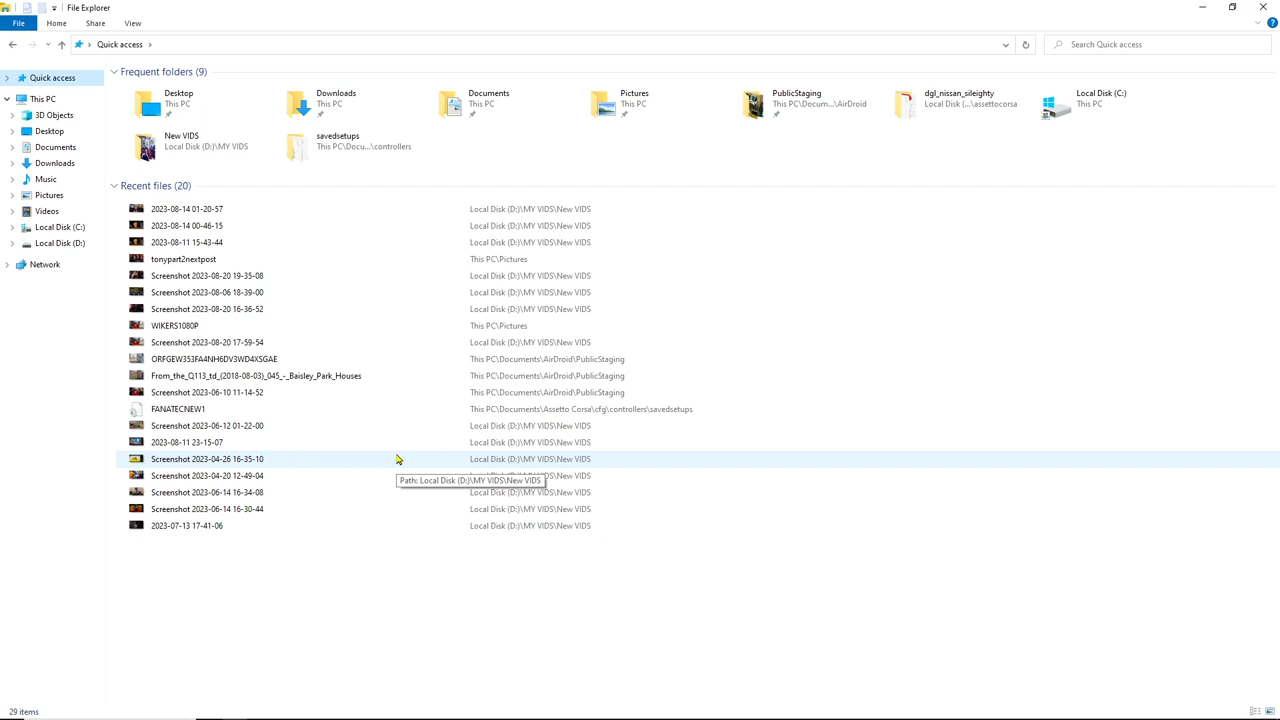 File Explorer
File Home Share View
Quick access
Search Quick access
Quick access
This PC
3D Objects
Desktop
Documents
Downloads
Music
Pictures
Videos
Local Disk (C:)
Local Disk (D:)
Network
Frequent folders (9)
Desktop
This PC
Downloads
This PC
Documents
This PC
Pictures
This PC
PublicStaging
This PC\Docum...\AirDroid
dgl_nissan_sileighty
Local Disk (...\assettocorsa
Local Disk (C:)
This PC
New VIDS
Local Disk (D:)\MY VIDS
savedsetups
This PC\Docu...\controllers
Recent files (20)
2023-08-14 01-20-57 Local Disk (D:)\MY VIDS\New VIDS
2023-08-14 00-46-15 Local Disk (D:)\MY VIDS\New VIDS
2023-08-11 15-43-44 Local Disk (D:)\MY VIDS\New VIDS
tonypart2nextpost This PC\Pictures
Screenshot 2023-08-20 19-35-08 Local Disk (D:)\MY VIDS\New VIDS
Screenshot 2023-08-06 18-39-00 Local Disk (D:)\MY VIDS\New VIDS
Screenshot 2023-08-20 16-36-52 Local Disk (D:)\MY VIDS\New VIDS
WIKERS1080P This PC\Pictures
Screenshot 2023-08-20 17-59-54 Local Disk (D:)\MY VIDS\New VIDS
ORFGEW353FA4NH6DV3WD4XSGAE This PC\Documents\AirDroid\PublicStaging
From_the_Q113_td_(2018-08-03)_045_-_Baisley_Park_Houses This PC\Documents\AirDroid\PublicStaging
Screenshot 2023-06-10 11-14-52 This PC\Documents\AirDroid\PublicStaging
FANATECNEW1 This PC\Documents\Assetto Corsa\cfg\controllers\savedsetups
Screenshot 2023-06-12 01-22-00 Local Disk (D:)\MY VIDS\New VIDS
2023-08-11 23-15-07 Local Disk (D:)\MY VIDS\New VIDS
Screenshot 2023-04-26 16-35-10 Local Disk (D:)\MY VIDS\New VIDS
Screenshot 2023-04-20 12-49-04 Local Disk (D:)\MY VIDS\New VIDS
Path: Local Disk (D:)\MY VIDS\New VIDS
Screenshot 2023-06-14 16-34-08 Local Disk (D:)\MY VIDS\New VIDS
Screenshot 2023-06-14 16-30-44 Local Disk (D:)\MY VIDS\New VIDS
2023-07-13 17-41-06 Local Disk (D:)\MY VIDS\New VIDS
29 items